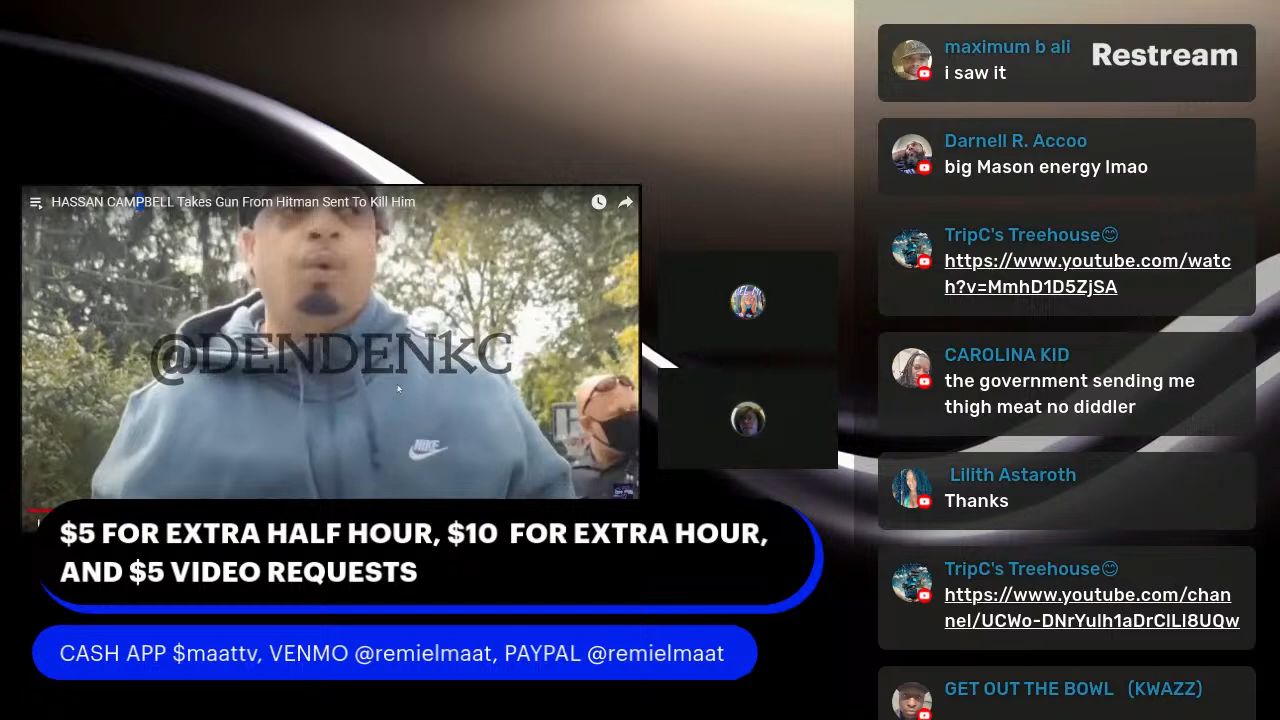 HASSAN CAMPBELL Takes Gun From Hitman Sent To Kill Him
@DENDENKC
NIKE
$5 FOR EXTRA HALF HOUR, $10 FOR EXTRA HOUR,
AND $5 VIDEO REQUESTS
CASH APP $maattv, VENMO @remielmaat, PAYPAL @remielmaat
Restream
maximum b ali
i saw it
Darnell R. Accoo
big Mason energy lmao
TripC's Treehouse😊
https://www.youtube.com/watc
h?v=MmhD1D5ZjSA
CAROLINA KID
the government sending me
thigh meat no diddler
Lilith Astaroth
Thanks
TripC's Treehouse😊
https://www.youtube.com/chan
nel/UCWo-DNrYulh1aDrClLl8UQw
GET OUT THE BOWL (KWAZZ)